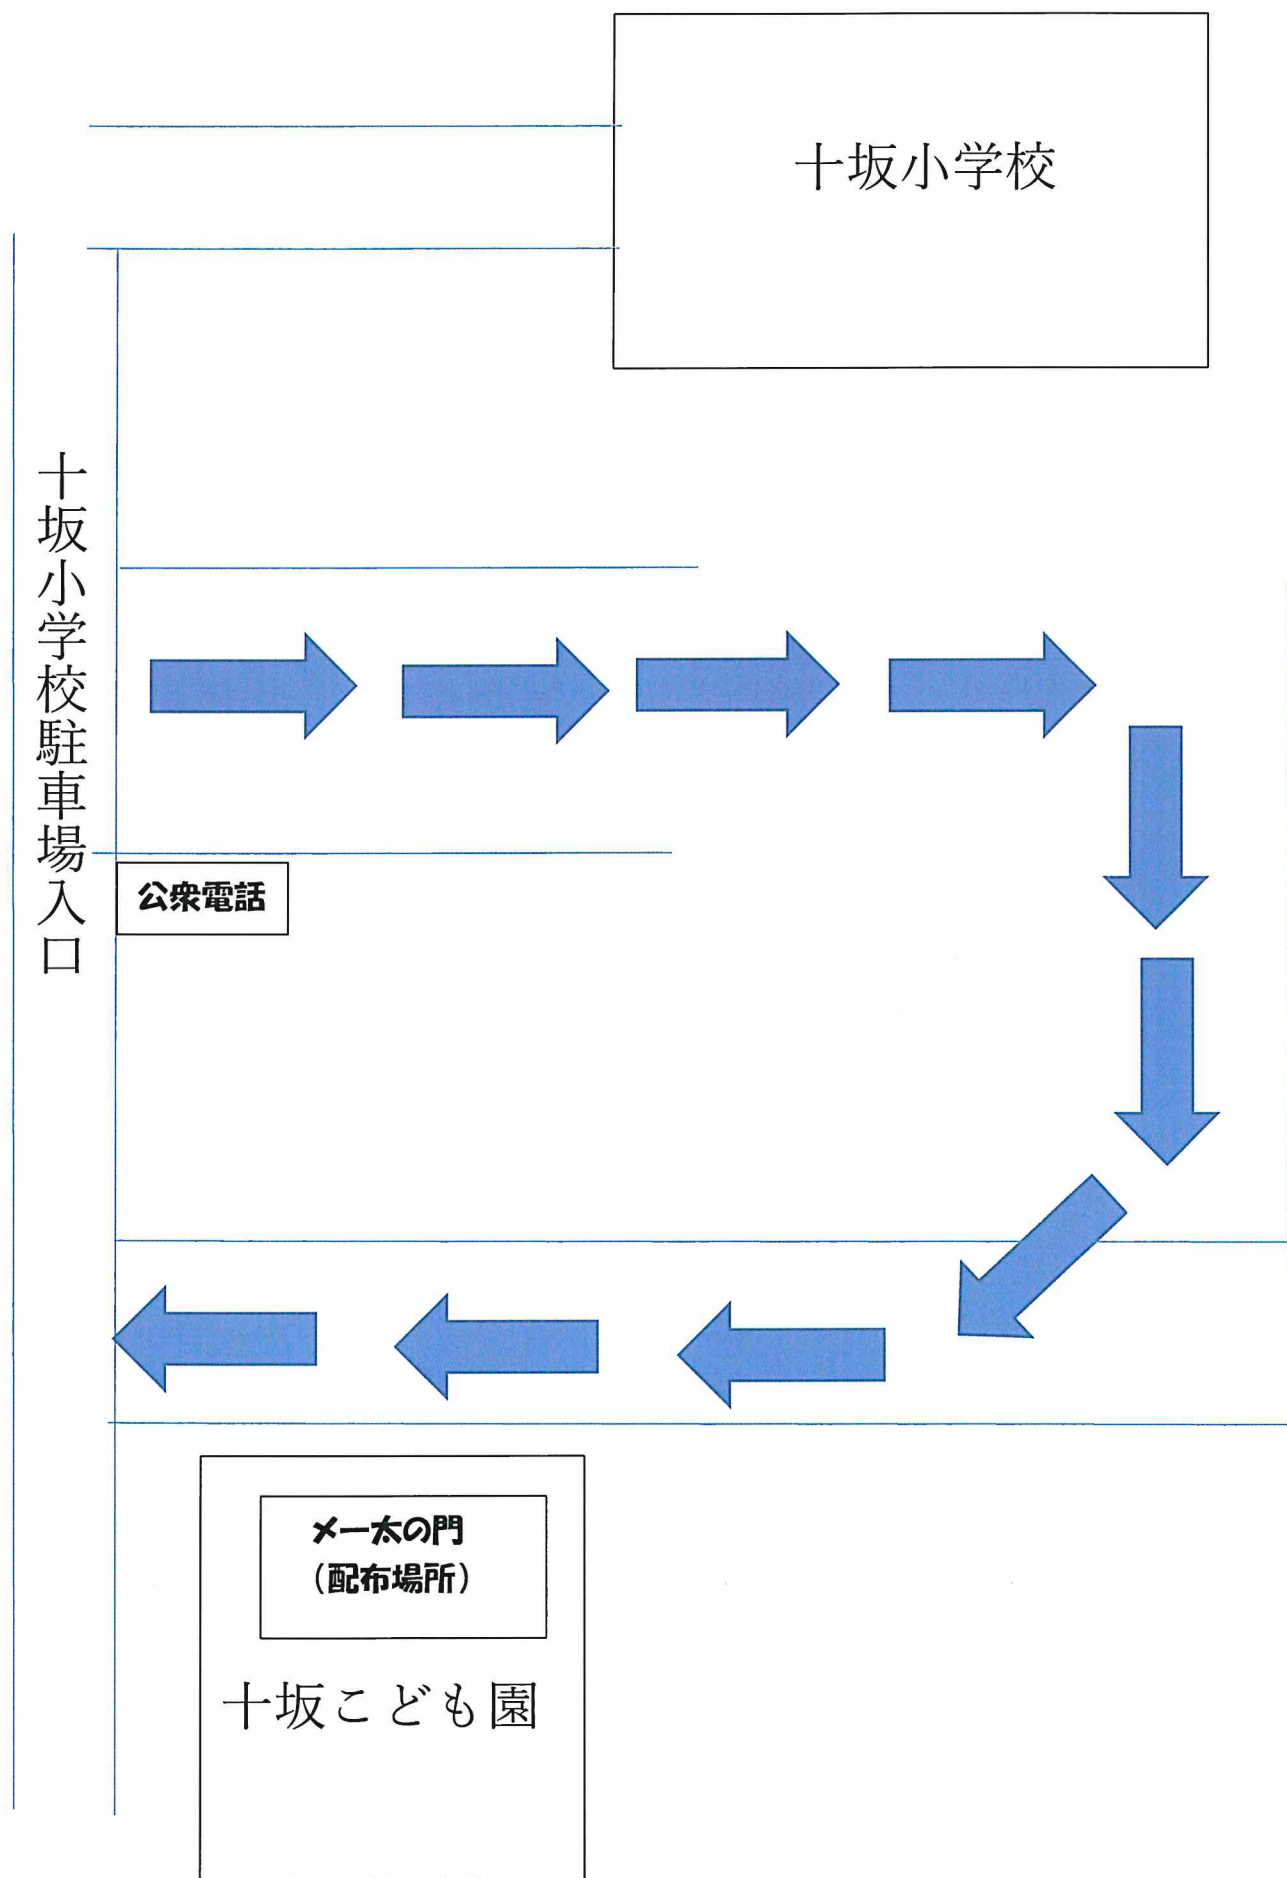 十坂小学校
十坂小学校駐車場入口
公衆電話
メー太の門
（配布場所）
十坂こども園